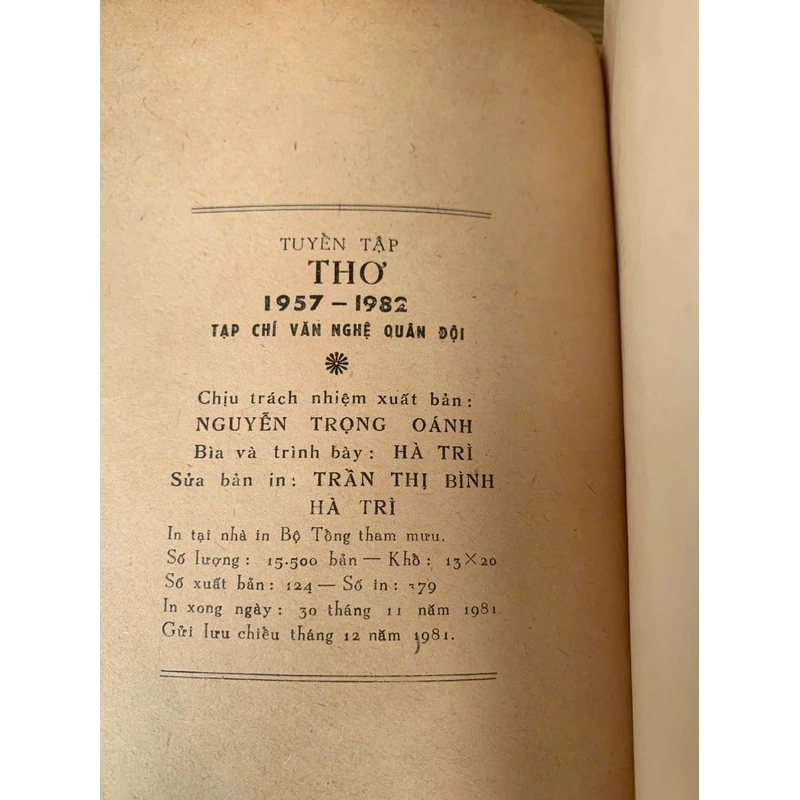 TUYỂN TẬP
THƠ
1957 – 1982
TẠP CHÍ VĂN NGHỆ QUÂN ĐỘI
Chịu trách nhiệm xuất bản:
NGUYỄN TRỌNG OÁNH
Bìa và trình bày: HÀ TRÌ
Sửa bản in: TRẦN THỊ BÌNH
HÀ TRÌ
In tại nhà in Bộ Tổng tham mưu.
Số lượng: 15.500 bản — Khổ: 13×20
Số xuất bản: 124 — Số in:
In xong ngày: 30 tháng 11 năm 1981
Gửi lưu chiểu tháng 12 năm 1981.